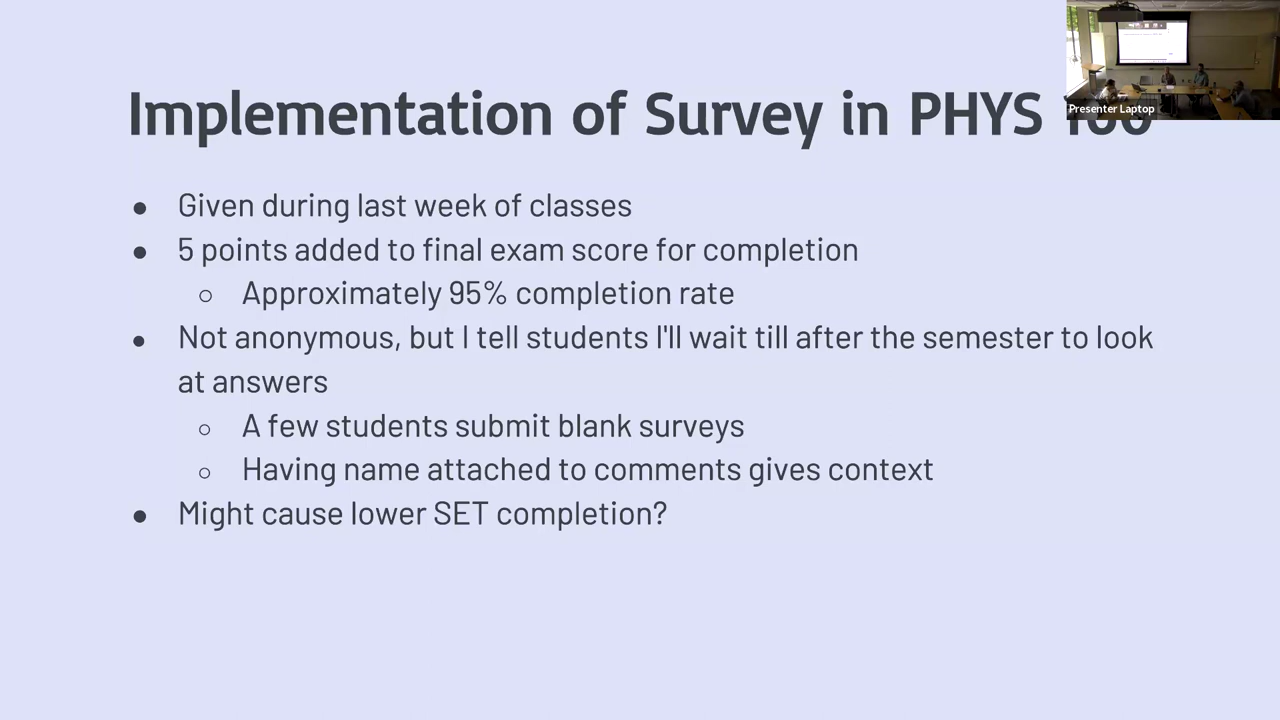 Implementation of Survey in PHYS
Presenter Laptop
● Given during last week of classes
● 5 points added to final exam score for completion
○ Approximately 95% completion rate
● Not anonymous, but I tell students I'll wait till after the semester to look
at answers
○ A few students submit blank surveys
○ Having name attached to comments gives context
● Might cause lower SET completion?